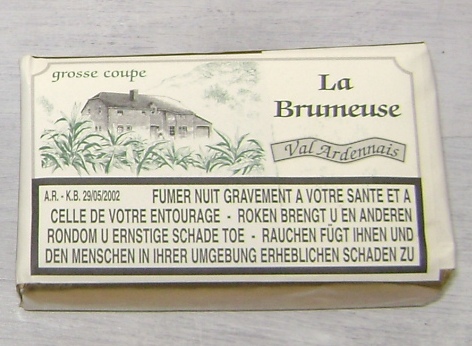 grosse coupe
La
Brumeuse
Val Ardennais
A.R. - K.B. 29/05/2002 FUMER NUIT GRAVEMENT A VOTRE SANTE ET A
CELLE DE VOTRE ENTOURAGE - ROKEN BRENGT U EN ANDEREN
RONDOM U ERNSTIGE SCHADE TOE - RAUCHEN FÜGT IHNEN UND
DEN MENSCHEN IN IHRER UMGEBUNG ERHEBLICHEN SCHADEN ZU